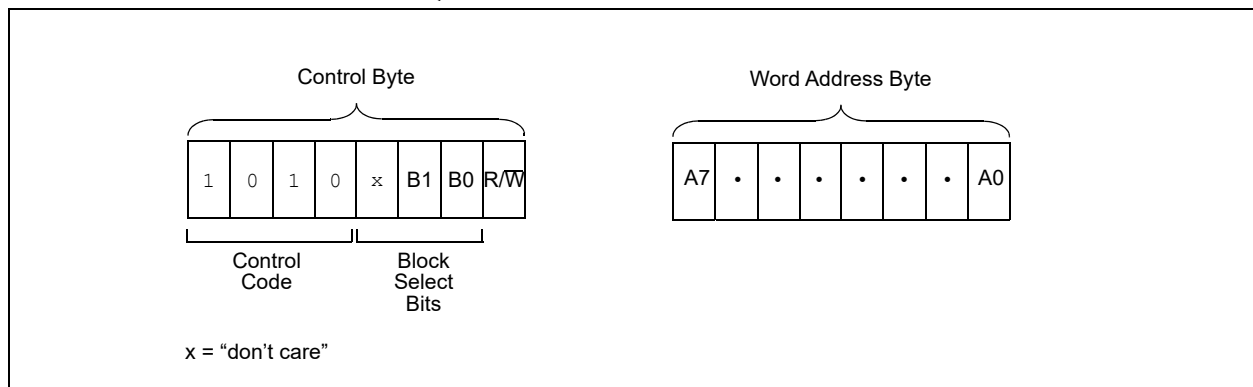 Control Byte
Word Address Byte
1 0 1 0 x B1 B0 R/W̅
A7 • • • • • • A0
Control
Code
Block
Select
Bits
x = “don’t care”